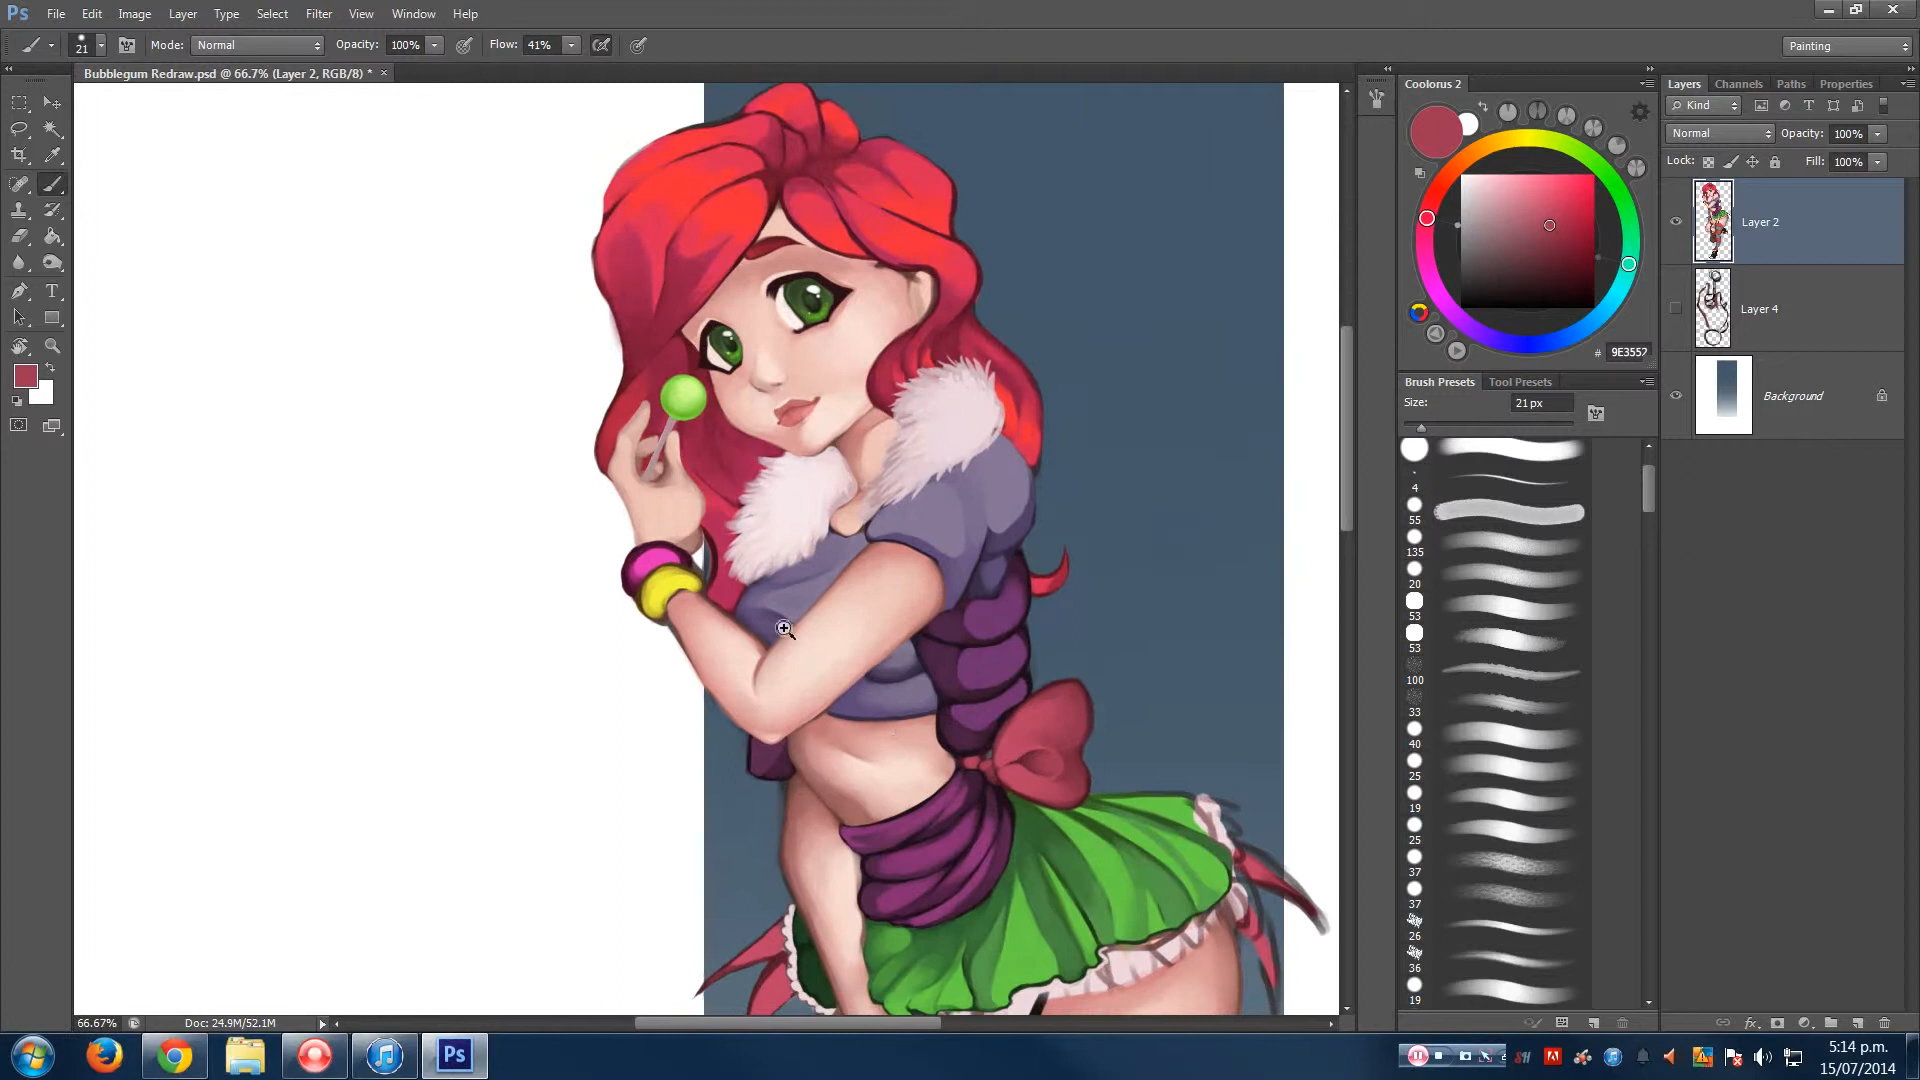 Ps File Edit Image Layer Type Select Filter 3D View Window Help
21 Mode: Normal Opacity: 100% Flow: 41% Painting
Bubblegum Redraw.psd @ 66.7% (Layer 2, RGB/8) * ×
Coolorus 2
# 9E3552
Brush Presets Tool Presets
Size: 21px
4
55
135
20
53
53
100
33
40
25
19
25
37
37
26
36
19
Layers Channels Paths Properties
Kind
Normal Opacity: 100%
Lock: Fill: 100%
Layer 2
Layer 4
Background
66.67% Doc: 24.9M/52.1M
Ps
5:14 p.m.
15/07/2014